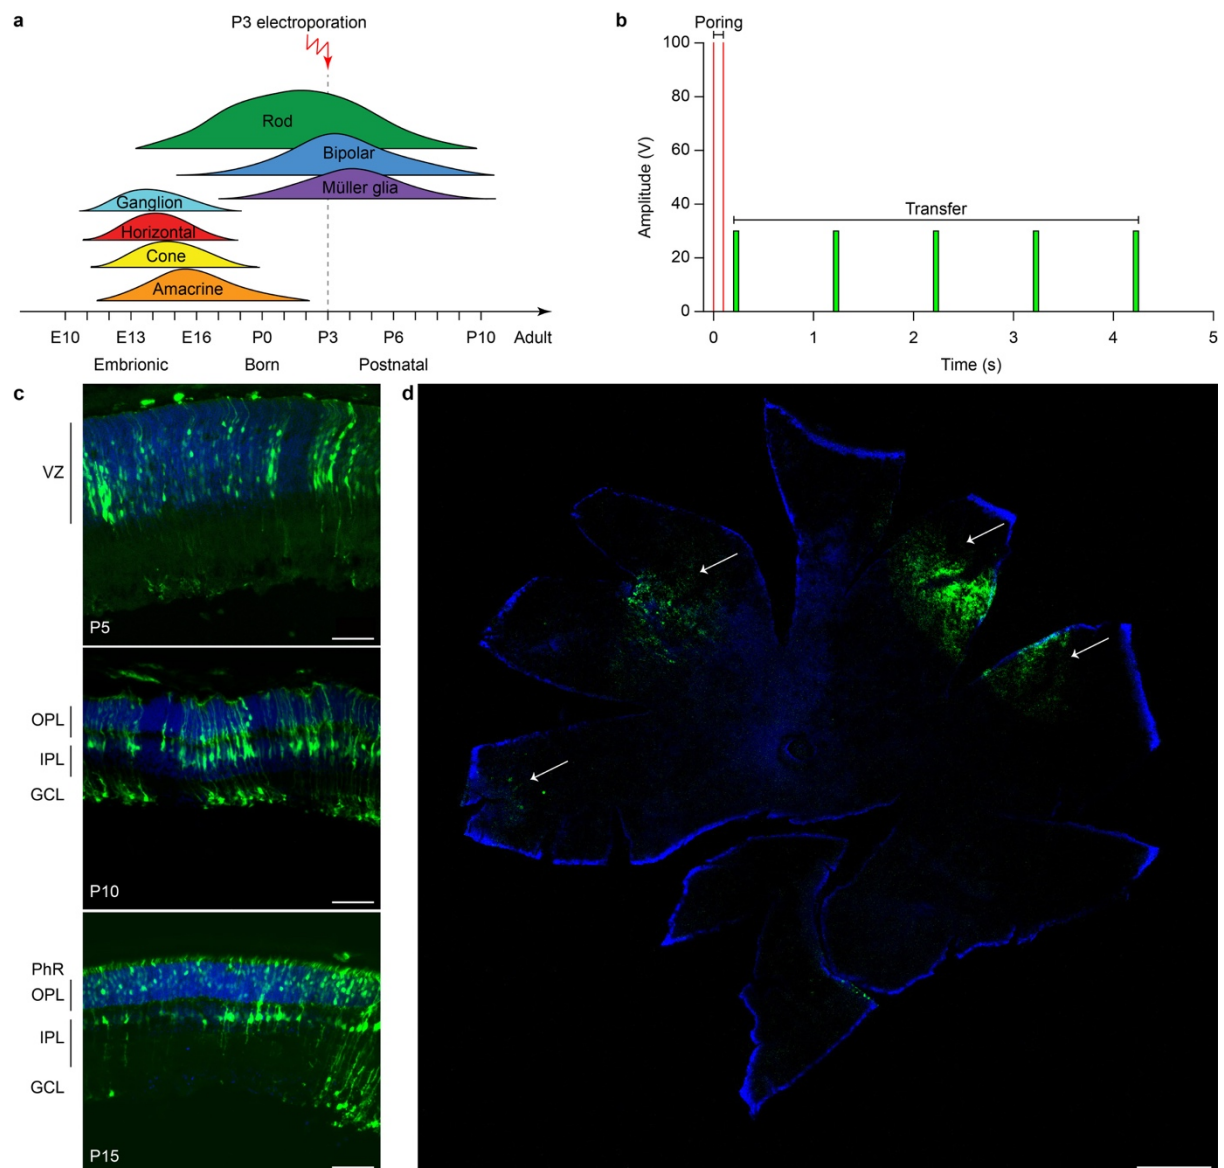 a
P3 electroporation
Rod
Bipolar
Müller glia
Ganglion
Horizontal
Cone
Amacrine
E10 E13 E16 P0 P3 P6 P10 Adult
Embrionic Born Postnatal
b
Poring
100
80
60
40
20
0
Amplitude (V)
Transfer
0 1 2 3 4 5
Time (s)
c
VZ
P5
OPL
IPL
GCL
P10
PhR
OPL
IPL
GCL
P15
d